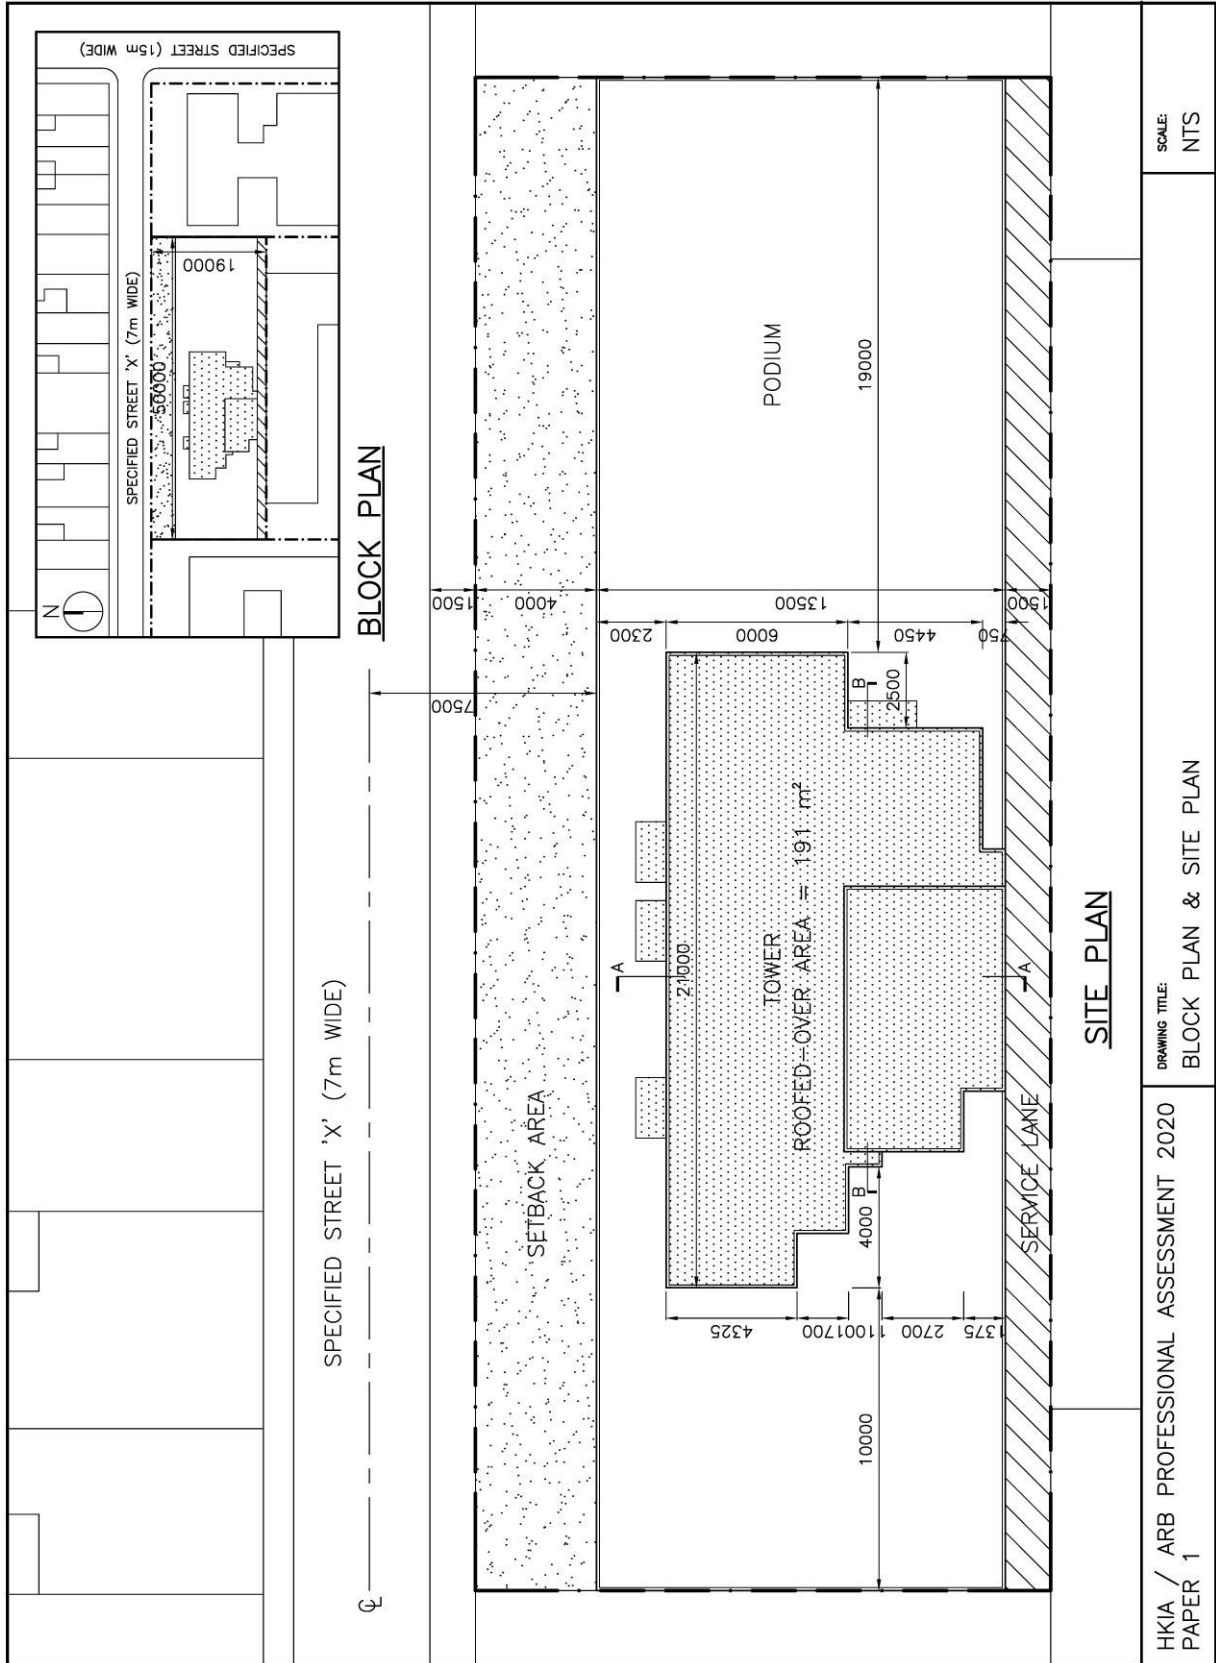 SPECIFIED STREET (15m WIDE)
SPECIFIED STREET 'X' (7m WIDE)
50000
19000
N
BLOCK PLAN
SPECIFIED STREET 'X' (7m WIDE)
℄
7500
1500
4000
13500
1500
2300
6000
4450
750
SETBACK AREA
PODIUM
19000
21000
A
TOWER
ROOFED-OVER AREA = 191 m²
B
2500
B
4000
10000
4325
1700
1100
2700
1375
A
SERVICE LANE
SITE PLAN
HKIA / ARB PROFESSIONAL ASSESSMENT 2020
PAPER 1
DRAWING TITLE:
BLOCK PLAN & SITE PLAN
SCALE:
NTS